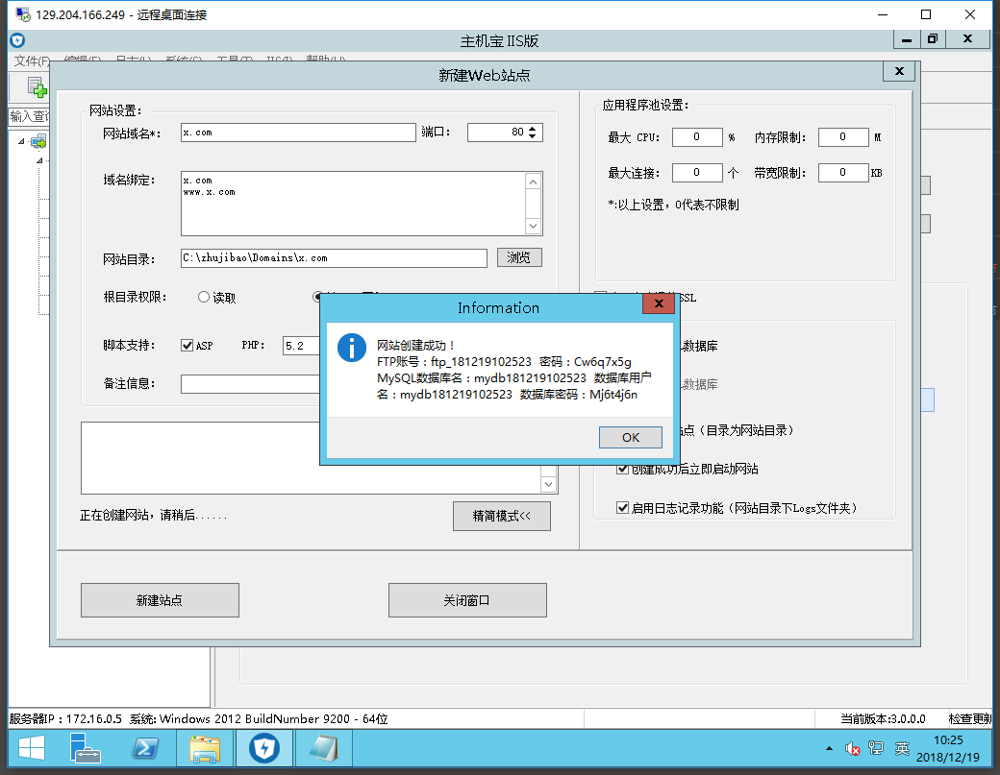 129.204.166.249 - 远程桌面连接
主机宝 IIS版
文件(F) 编辑(E) 日志(L) 系统(S) 工具(T) IIS(I) 帮助(H)
新建Web站点
输入查询
网站设置:
网站域名*: x.com 端口: 80
域名绑定: x.com
www.x.com
网站目录: C:\zhujibao\Domains\x.com 浏览
根目录权限: 读取
脚本支持: ASP PHP: 5.2
备注信息:
正在创建网站，请稍后......
精简模式<<
应用程序池设置:
最大 CPU: 0 % 内存限制: 0 M
最大连接: 0 个 带宽限制: 0 KB
*:以上设置，0代表不限制
SSL
数据库
数据库
站点（目录为网站目录）
创建成功后立即启动网站
启用日志记录功能（网站目录下Logs文件夹）
Information
网站创建成功！
FTP账号：ftp_181219102523 密码：Cw6q7x5g
MySQL数据库名：mydb181219102523 数据库用户
名：mydb181219102523 数据库密码：Mj6t4j6n
OK
新建站点 关闭窗口
服务器IP：172.16.0.5 系统: Windows 2012 BuildNumber 9200 - 64位 当前版本:3.0.0.0 检查更新
英 10:25
2018/12/19